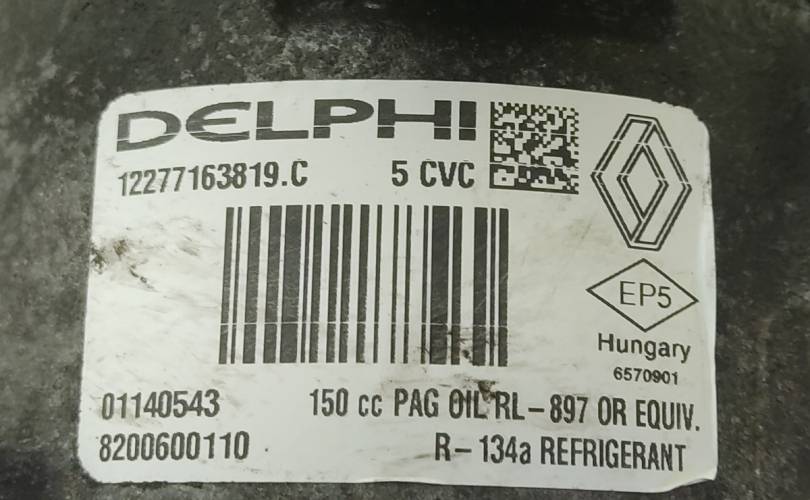 DELPHI
12277163819.C 5 CVC
EP5
Hungary
6570901
01140543 150 cc PAG OIL RL-897 OR EQUIV.
8200600110 R-134a REFRIGERANT